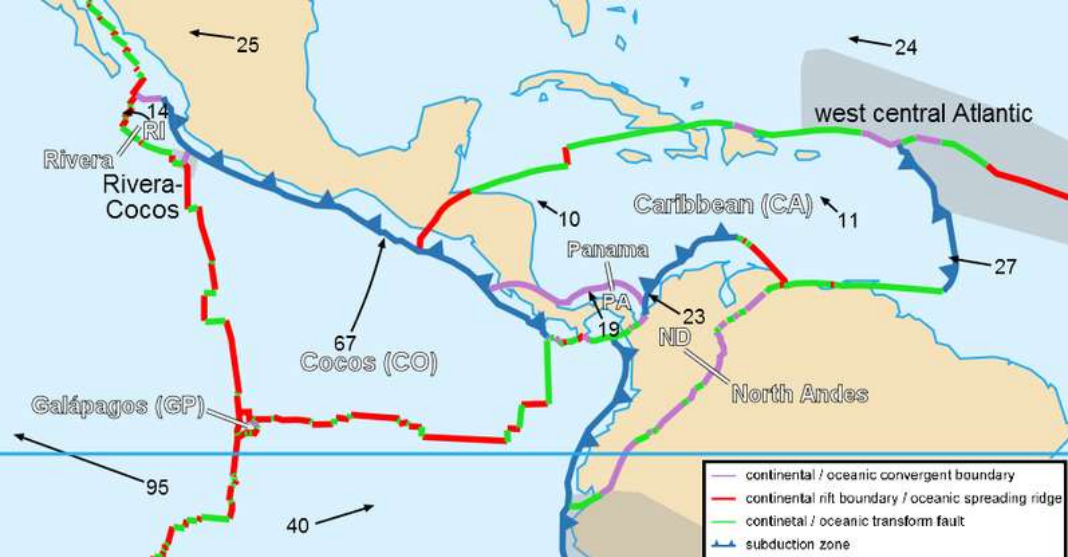 25
24
west central Atlantic
14
RI
Rivera
Rivera-
Cocos
Caribbean (CA)
10
11
Panama
27
PA
23
19
ND
67
Cocos (CO)
North Andes
Galápagos (GP)
95
40
continental / oceanic convergent boundary
continental rift boundary / oceanic spreading ridge
continetal / oceanic transform fault
subduction zone